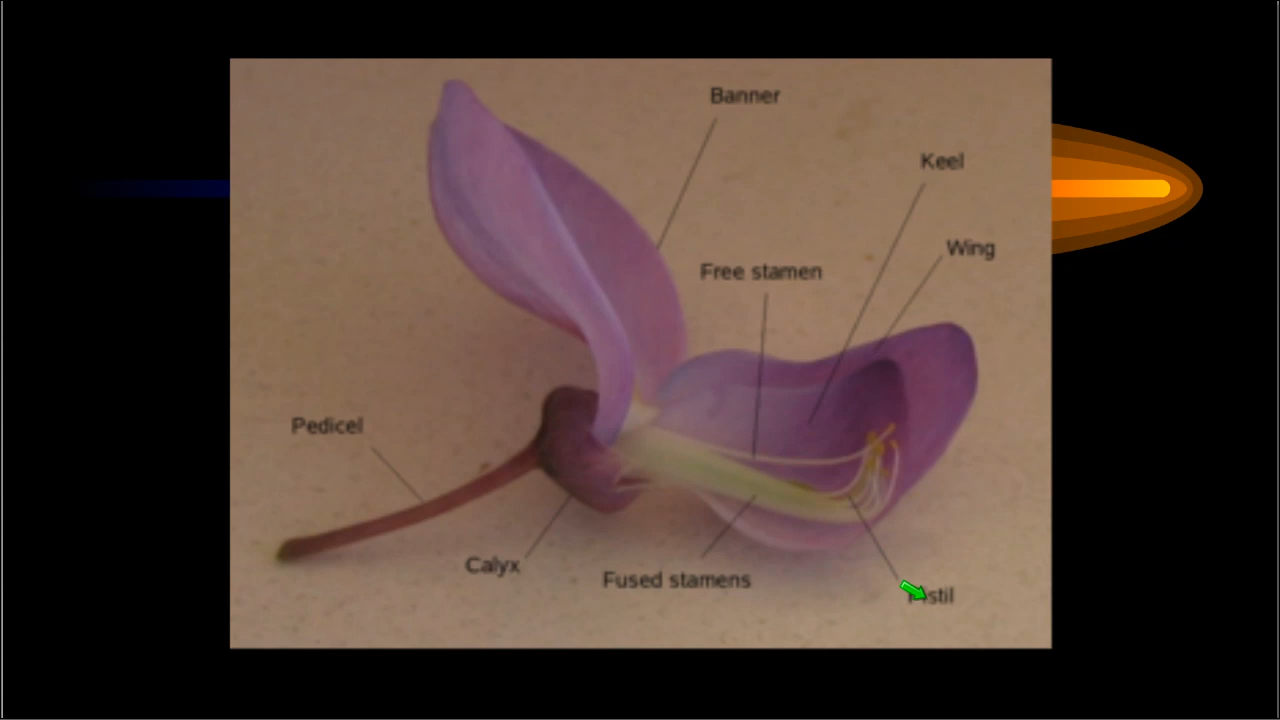 Banner
Keel
Wing
Free stamen
Pedicel
Calyx
Fused stamens
Pistil